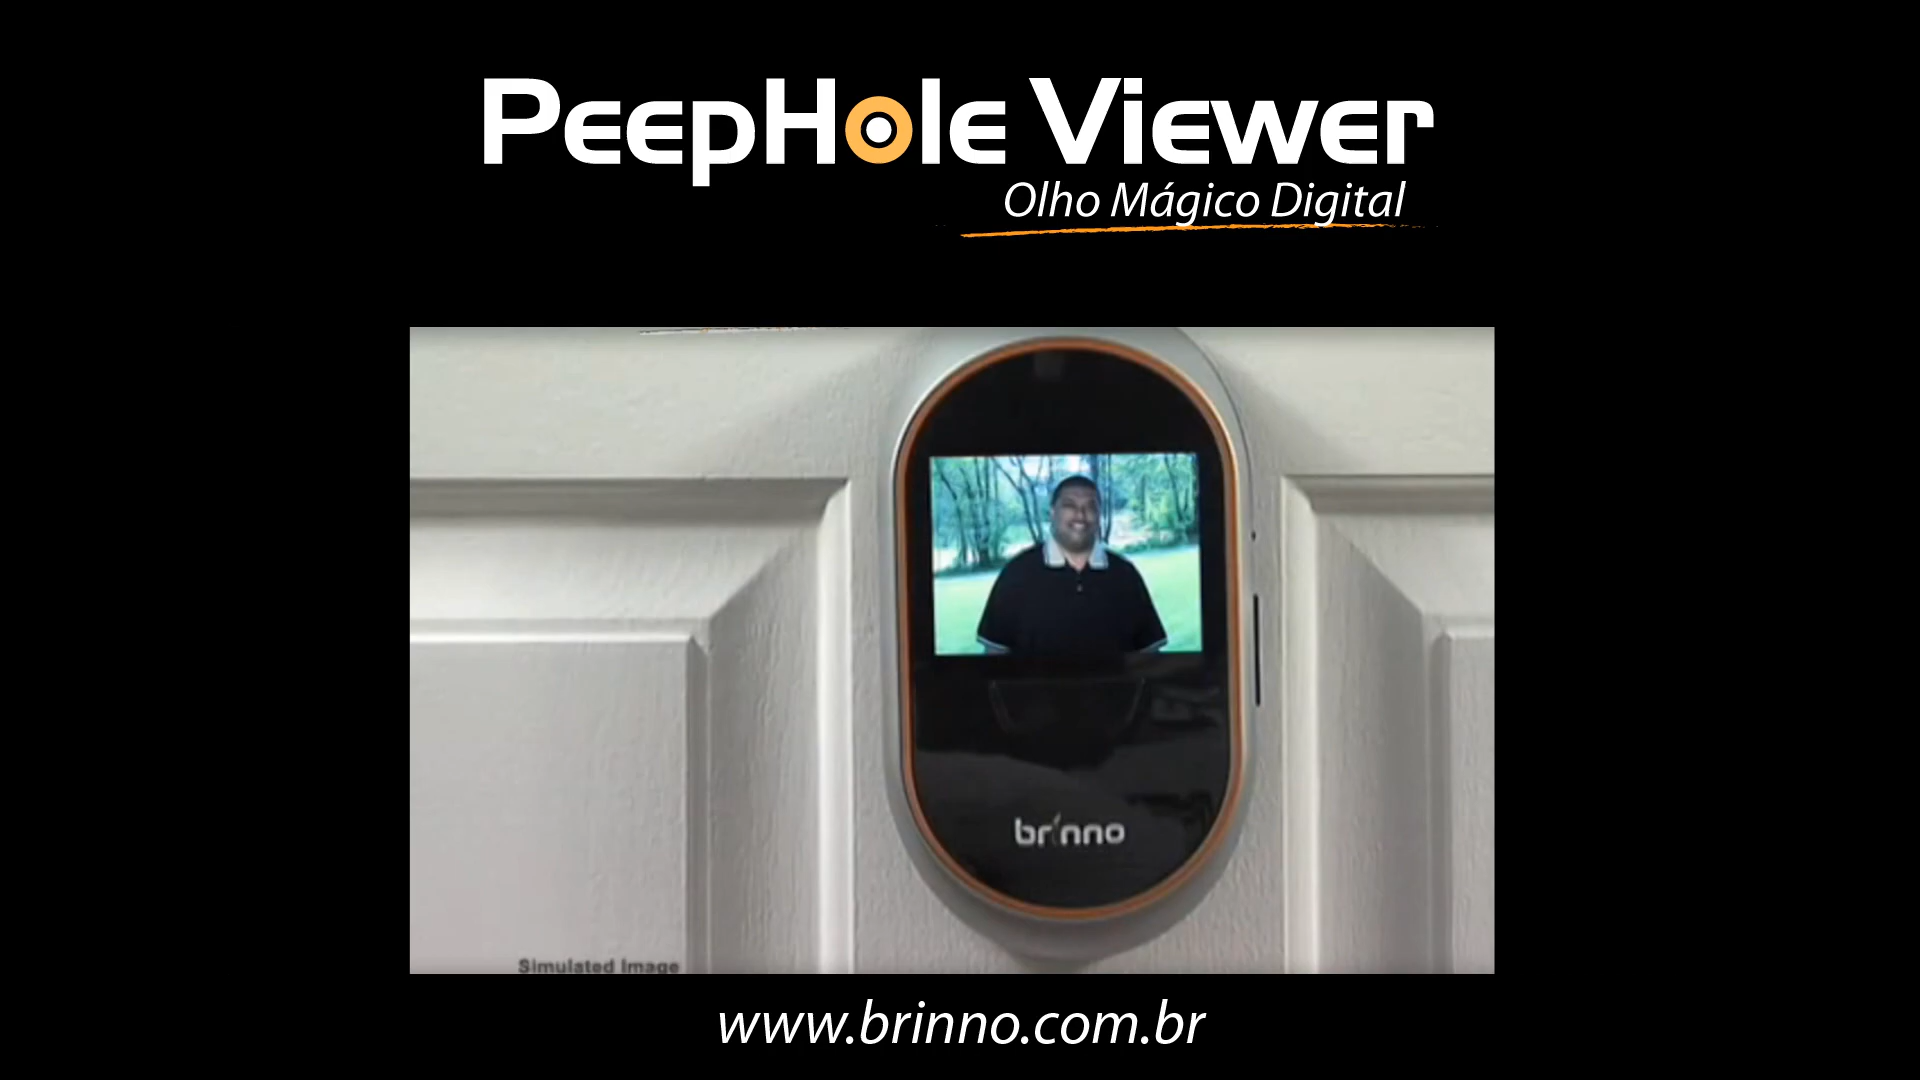 PeepHole Viewer
Olho Mágico Digital
brinno
Simulated Image
www.brinno.com.br